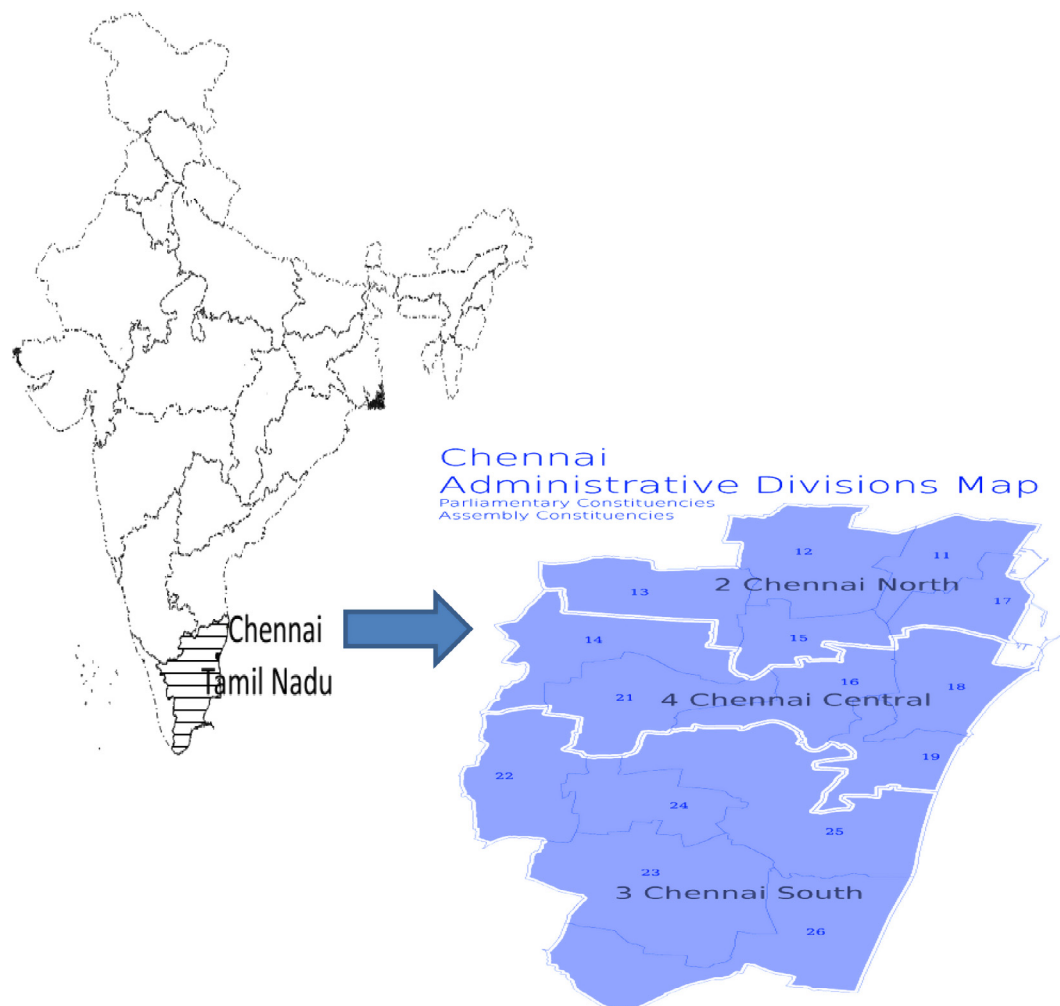 Chennai
Tamil Nadu
Chennai
Administrative Divisions Map
Parliamentary Constituencies
Assembly Constituencies
12
11
2 Chennai North
13
17
15
14
16
18
21
4 Chennai Central
19
22
24
25
23
3 Chennai South
26